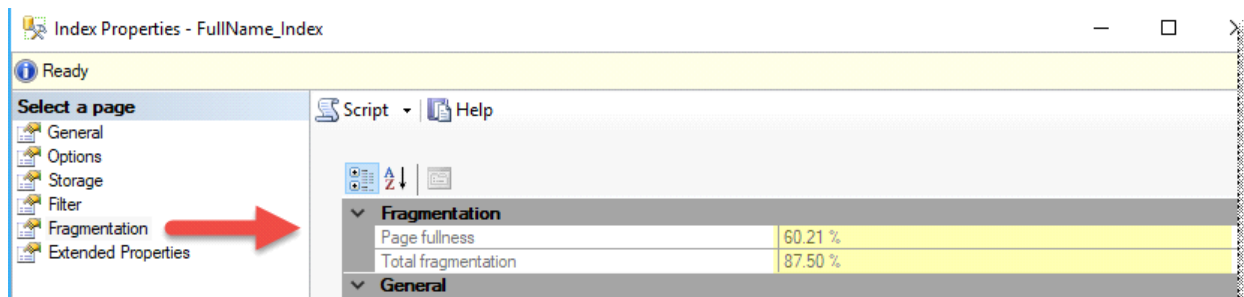 Index Properties - FullName_Index
Ready
Select a page
General
Options
Storage
Filter
Fragmentation
Extended Properties
Script Help
Fragmentation
Page fullness 60.21 %
Total fragmentation 87.50 %
General